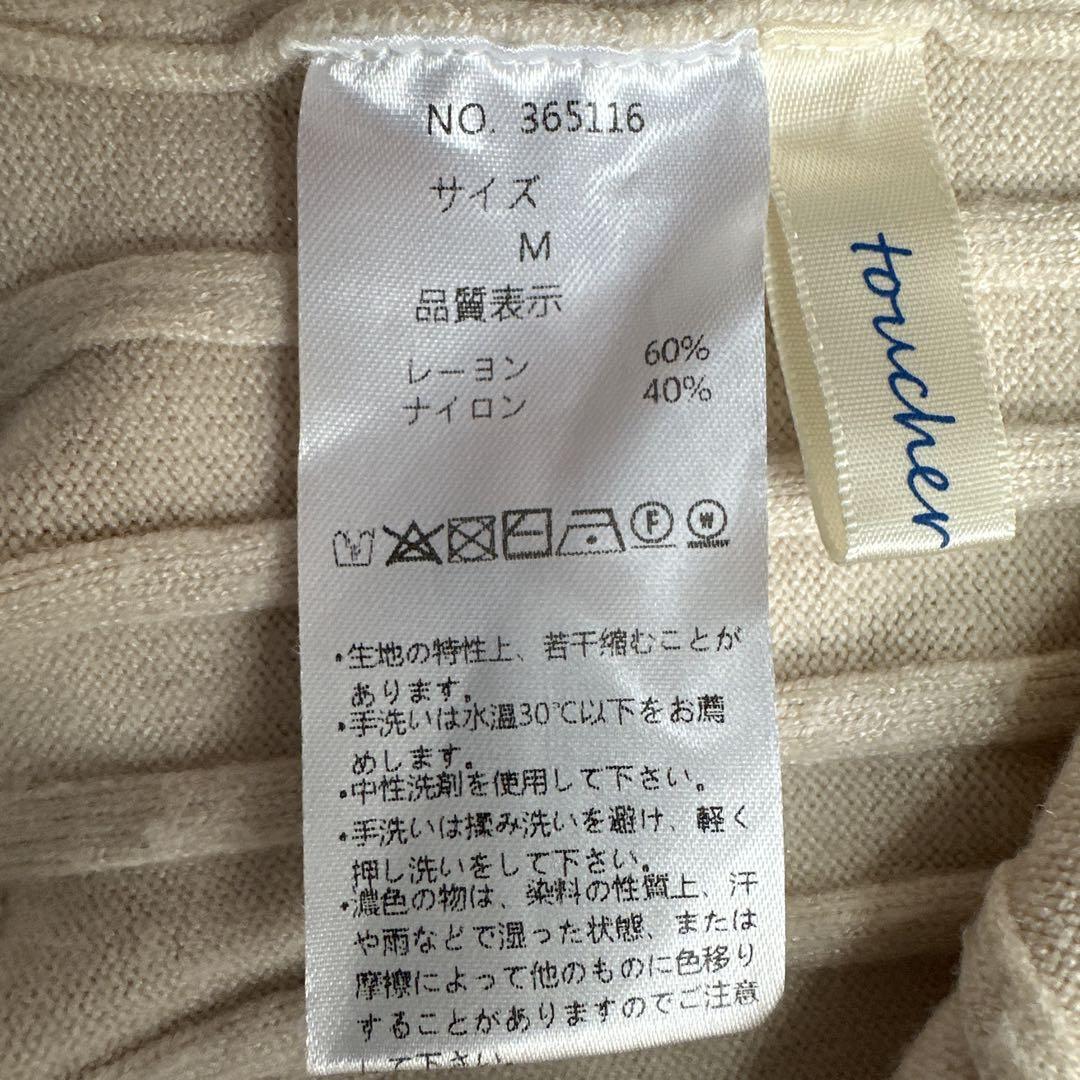 NO. 365116
サイズ
M
品質表示
レーヨン 60%
ナイロン 40%
F
W
・生地の特性上、若干縮むことが
あります。
・手洗いは水温30℃以下をお薦
めします。
・中性洗剤を使用して下さい。
・手洗いは揉み洗いを避け、軽く
押し洗いをして下さい。
・濃色の物は、染料の性質上、汗
や雨などで湿った状態、または
摩擦によって他のものに色移り
することがありますのでご注意
して下さい。
toucher